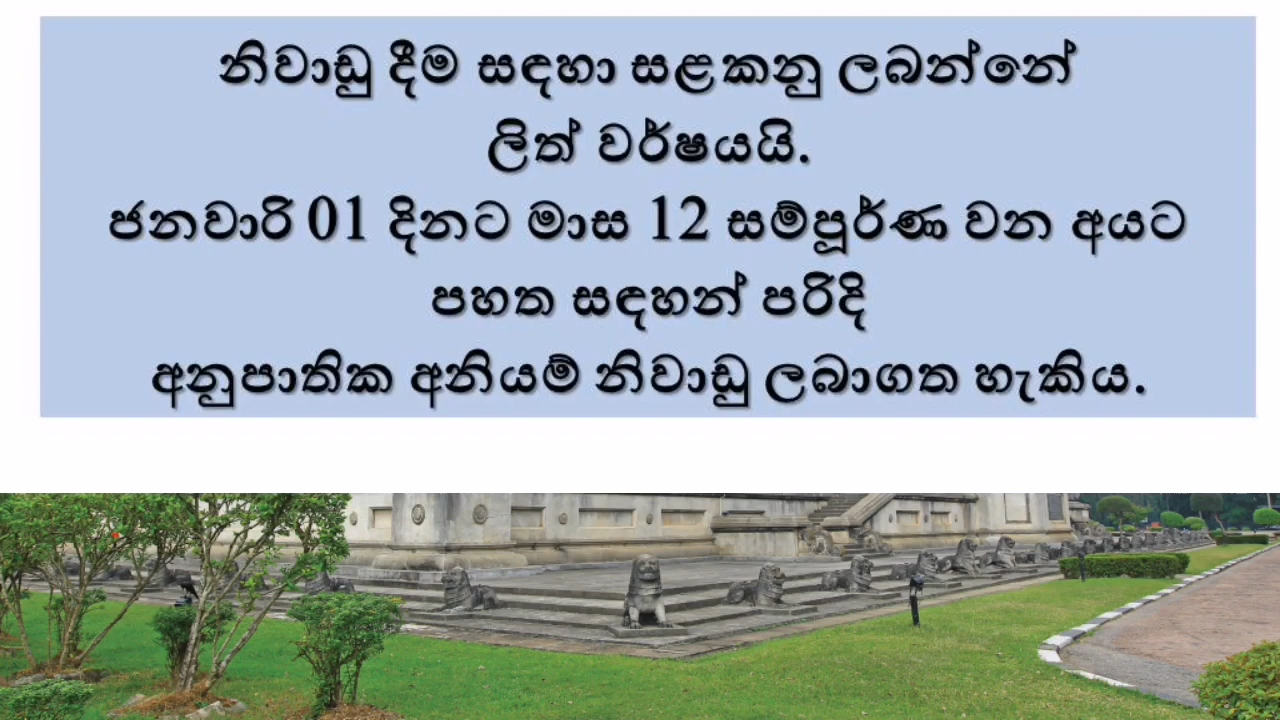 නිවාඩු දීම සඳහා සළකනු ලබන්නේ
ලිත් වර්ෂයයි.
ජනවාරි 01 දිනට මාස 12 සම්පූර්ණ වන අයට
පහත සඳහන් පරිදි
අනුපාතික අනියම් නිවාඩු ලබාගත හැකිය.